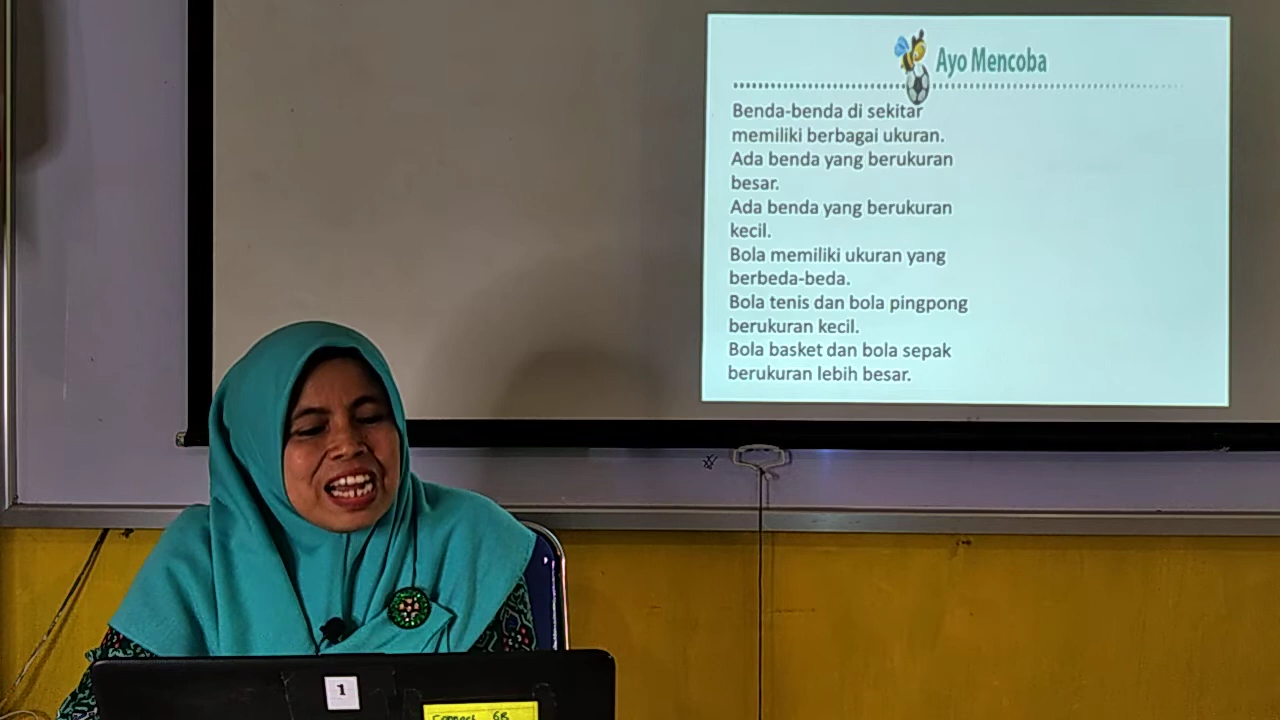 Ayo Mencoba
Benda-benda di sekitar
memiliki berbagai ukuran.
Ada benda yang berukuran
besar.
Ada benda yang berukuran
kecil.
Bola memiliki ukuran yang
berbeda-beda.
Bola tenis dan bola pingpong
berukuran kecil.
Bola basket dan bola sepak
berukuran lebih besar.
1
Connect 6B